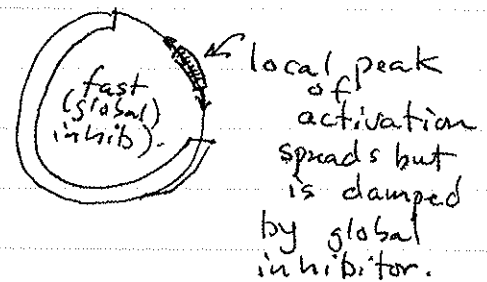 fast
(global)
inhib).
local peak
of
activation
spreads but
is damped
by global
inhibitor.